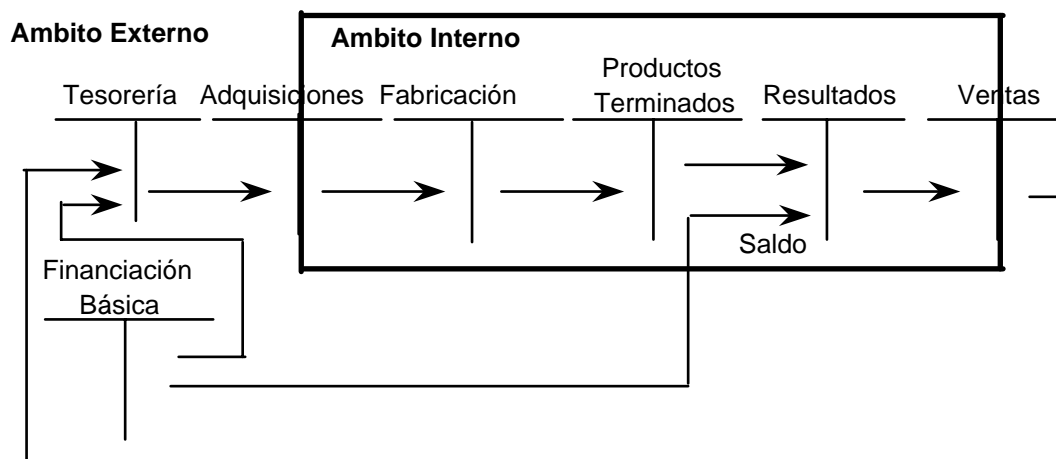 Ambito Externo
Ambito Interno
Tesorería
Adquisiciones
Fabricación
Productos
Terminados
Resultados
Ventas
Saldo
Financiación
Básica